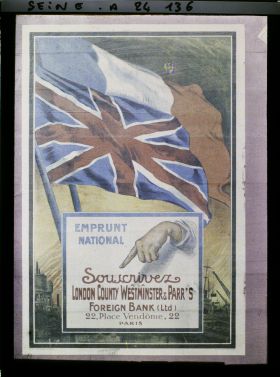 SEINE. A 24 136
EMPRUNT
NATIONAL
Souscrivez
LONDON COUNTY WESTMINSTER & PARR'S
FOREIGN BANK (Ltd)
22, Place Vendôme, 22
PARIS